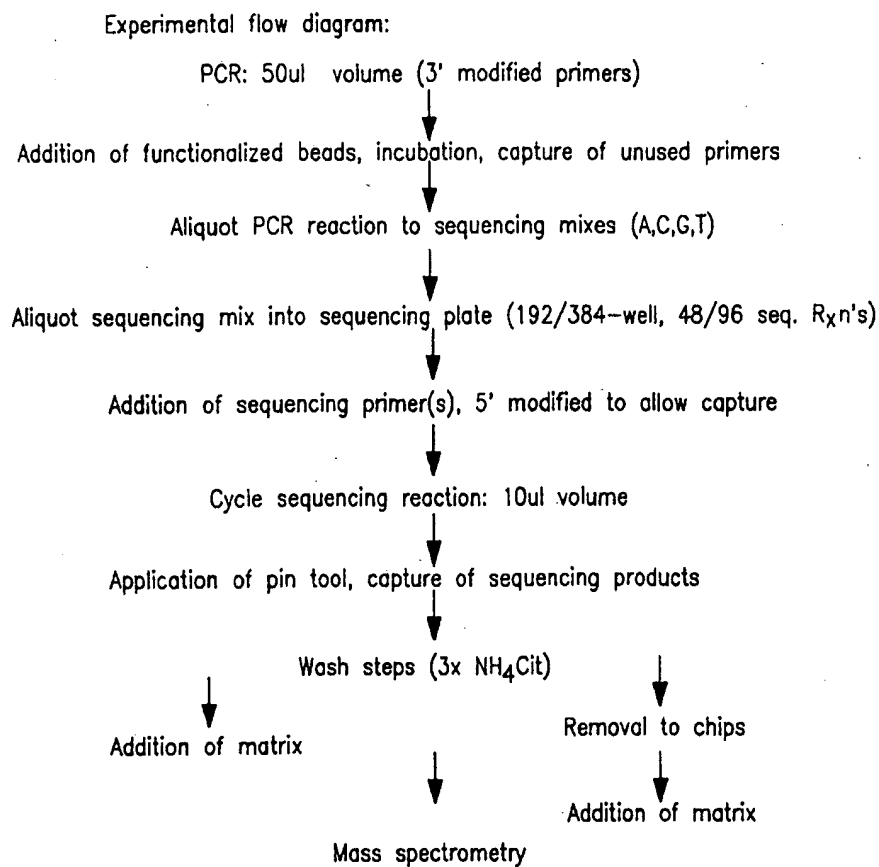 Experimental flow diagram:
PCR: 50ul volume (3' modified primers)
Addition of functionalized beads, incubation, capture of unused primers
Aliquot PCR reaction to sequencing mixes (A,C,G,T)
Aliquot sequencing mix into sequencing plate (192/384-well, 48/96 seq. Rxn's)
Addition of sequencing primer(s), 5' modified to allow capture
Cycle sequencing reaction: 10ul volume
Application of pin tool, capture of sequencing products
Wash steps (3x NH4Cit)
Addition of matrix
Removal to chips
Addition of matrix
Mass spectrometry